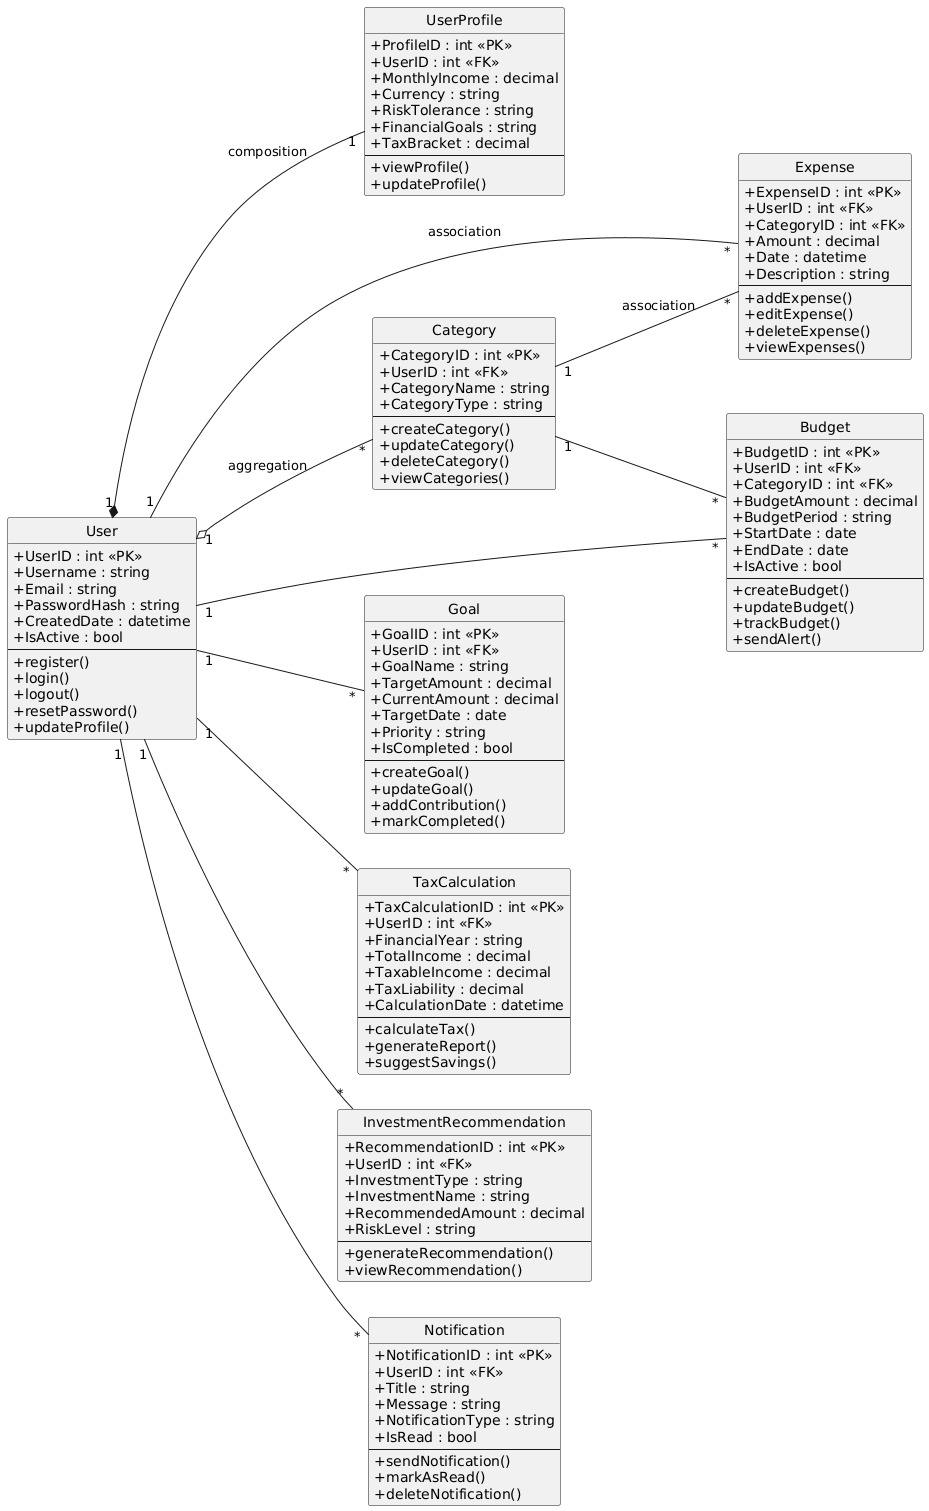 UserProfile
+ProfileID : int «PK»
+UserID : int «FK»
+MonthlyIncome : decimal
+Currency : string
+RiskTolerance : string
+FinancialGoals : string
+TaxBracket : decimal
+viewProfile()
+updateProfile()
composition
1
1
Expense
+ExpenseID : int «PK»
+UserID : int «FK»
+CategoryID : int «FK»
+Amount : decimal
+Date : datetime
+Description : string
+addExpense()
+editExpense()
+deleteExpense()
+viewExpenses()
association
1
*
association
1
*
Category
+CategoryID : int «PK»
+UserID : int «FK»
+CategoryName : string
+CategoryType : string
+createCategory()
+updateCategory()
+deleteCategory()
+viewCategories()
aggregation
1
*
Budget
+BudgetID : int «PK»
+UserID : int «FK»
+CategoryID : int «FK»
+BudgetAmount : decimal
+BudgetPeriod : string
+StartDate : date
+EndDate : date
+IsActive : bool
+createBudget()
+updateBudget()
+trackBudget()
+sendAlert()
1
*
1
*
User
+UserID : int «PK»
+Username : string
+Email : string
+PasswordHash : string
+CreatedDate : datetime
+IsActive : bool
+register()
+login()
+logout()
+resetPassword()
+updateProfile()
Goal
+GoalID : int «PK»
+UserID : int «FK»
+GoalName : string
+TargetAmount : decimal
+CurrentAmount : decimal
+TargetDate : date
+Priority : string
+IsCompleted : bool
+createGoal()
+updateGoal()
+addContribution()
+markCompleted()
1
*
TaxCalculation
+TaxCalculationID : int «PK»
+UserID : int «FK»
+FinancialYear : string
+TotalIncome : decimal
+TaxableIncome : decimal
+TaxLiability : decimal
+CalculationDate : datetime
+calculateTax()
+generateReport()
+suggestSavings()
1
*
InvestmentRecommendation
+RecommendationID : int «PK»
+UserID : int «FK»
+InvestmentType : string
+InvestmentName : string
+RecommendedAmount : decimal
+RiskLevel : string
+generateRecommendation()
+viewRecommendation()
1
*
Notification
+NotificationID : int «PK»
+UserID : int «FK»
+Title : string
+Message : string
+NotificationType : string
+IsRead : bool
+sendNotification()
+markAsRead()
+deleteNotification()
1
*